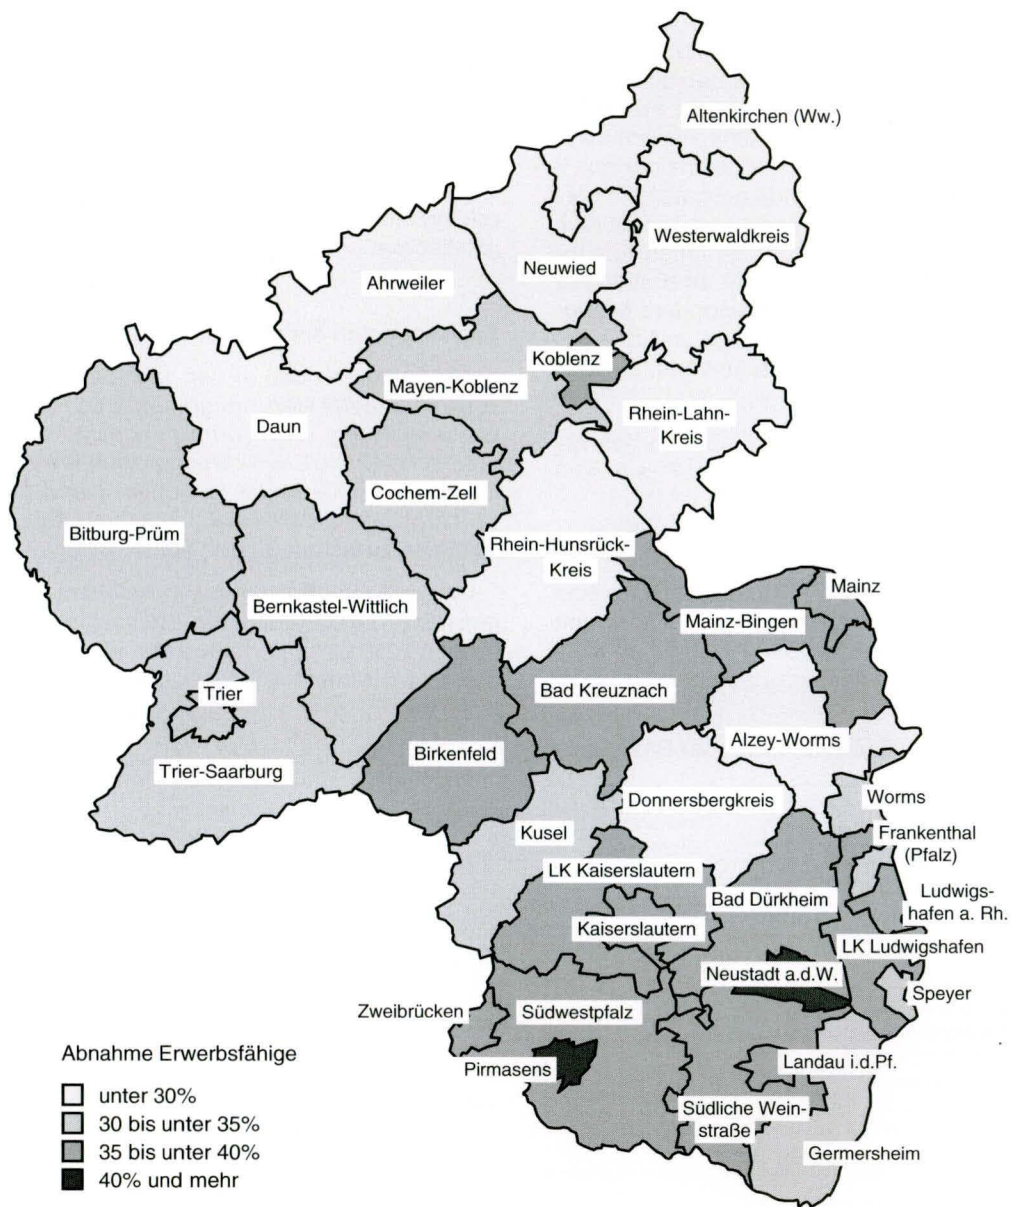 Altenkirchen (Ww.)
Westerwaldkreis
Neuwied
Ahrweiler
Koblenz
Mayen-Koblenz
Rhein-Lahn-
Kreis
Daun
Cochem-Zell
Bitburg-Prüm
Rhein-Hunsrück-
Kreis
Mainz
Bernkastel-Wittlich
Mainz-Bingen
Trier
Bad Kreuznach
Alzey-Worms
Birkenfeld
Trier-Saarburg
Donnersbergkreis
Worms
Kusel
Frankenthal
(Pfalz)
LK Kaiserslautern
Bad Dürkheim
Ludwigs-
hafen a. Rh.
Kaiserslautern
LK Ludwigshafen
Neustadt a.d.W.
Speyer
Zweibrücken
Südwestpfalz
Pirmasens
Landau i.d.Pf.
Südliche Wein-
straße
Germersheim
Abnahme Erwerbsfähige
unter 30%
30 bis unter 35%
35 bis unter 40%
40% und mehr